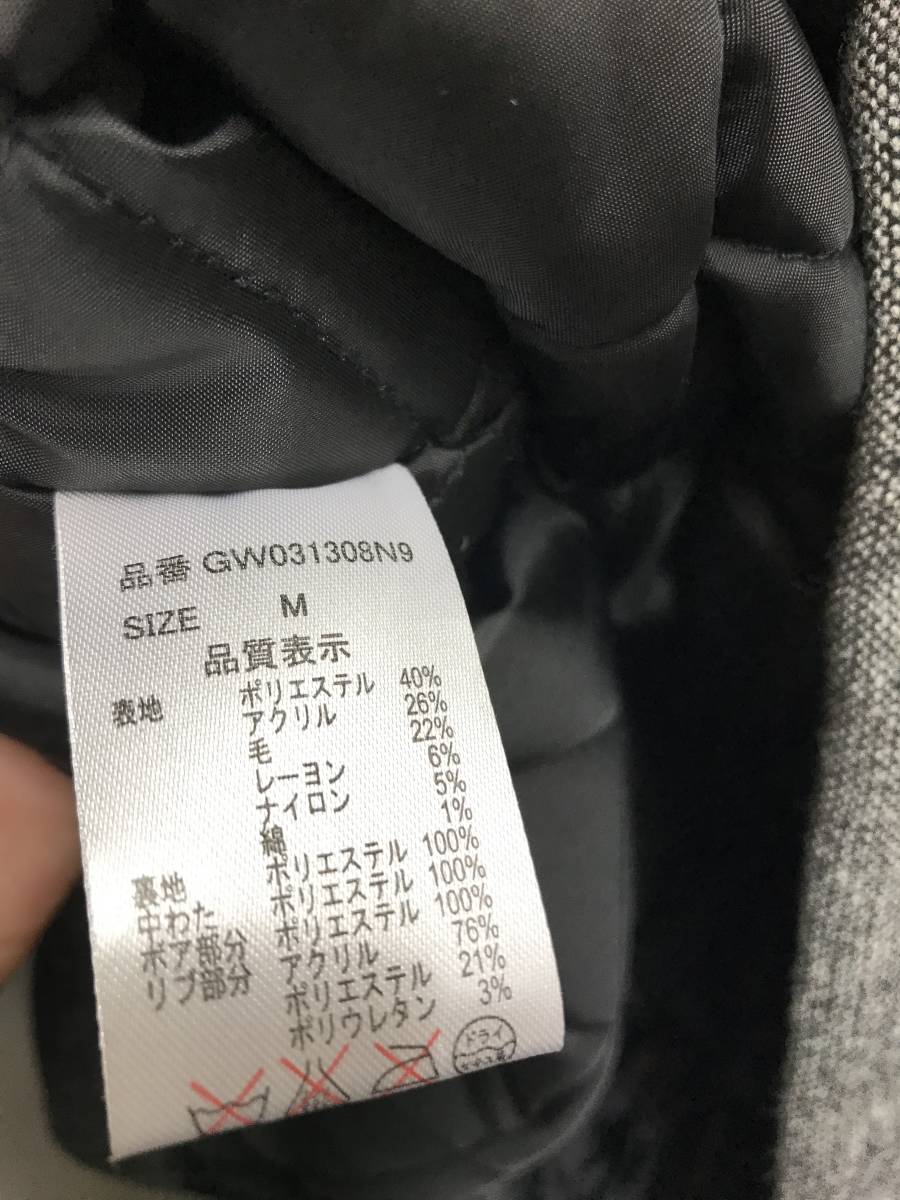 品番 GW031308N9
SIZE M
品質表示
表地 ポリエステル 40%
アクリル 26%
毛 22%
レーヨン 6%
ナイロン 5%
綿 1%
裏地 ポリエステル 100%
中わた ポリエステル 100%
ボア部分 ポリエステル 100%
リブ部分 アクリル 76%
ポリエステル 21%
ポリウレタン 3%
ドライ